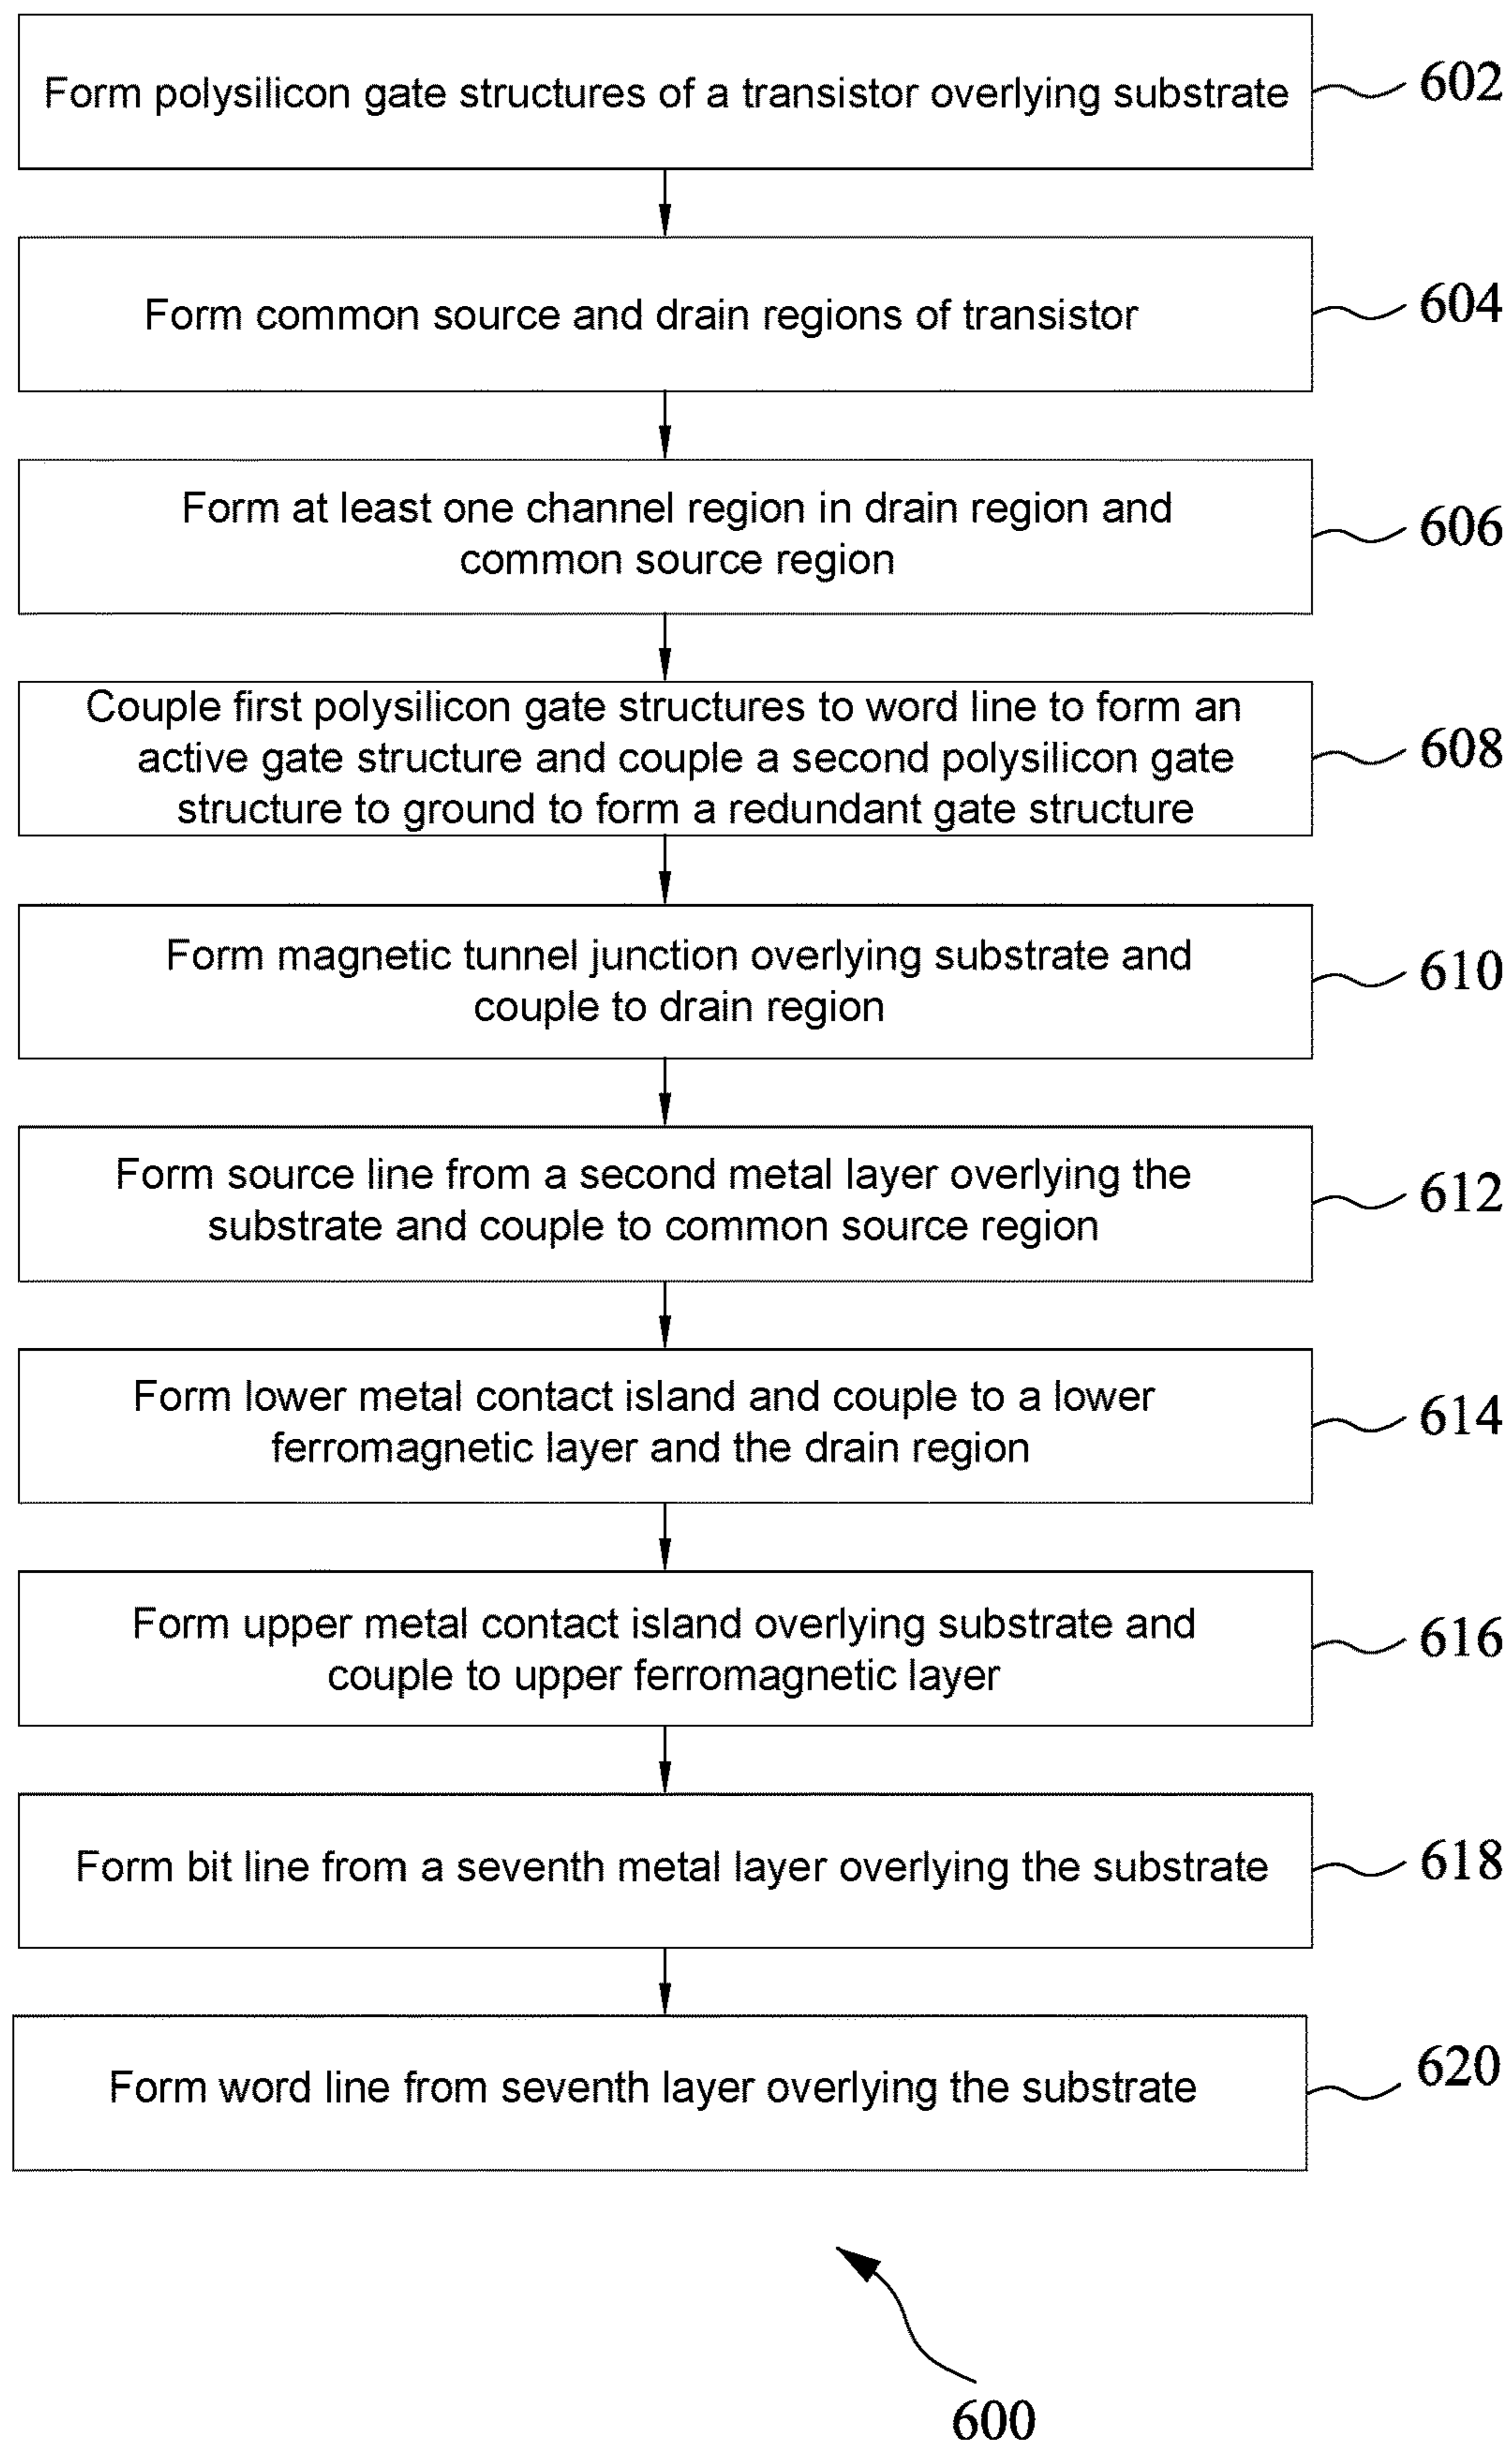 Form polysilicon gate structures of a transistor overlying substrate
602
Form common source and drain regions of transistor
604
Form at least one channel region in drain region and
common source region
606
Couple first polysilicon gate structures to word line to form an
active gate structure and couple a second polysilicon gate
structure to ground to form a redundant gate structure
608
Form magnetic tunnel junction overlying substrate and
couple to drain region
610
Form source line from a second metal layer overlying the
substrate and couple to common source region
612
Form lower metal contact island and couple to a lower
ferromagnetic layer and the drain region
614
Form upper metal contact island overlying substrate and
couple to upper ferromagnetic layer
616
Form bit line from a seventh metal layer overlying the substrate
618
Form word line from seventh layer overlying the substrate
620
600